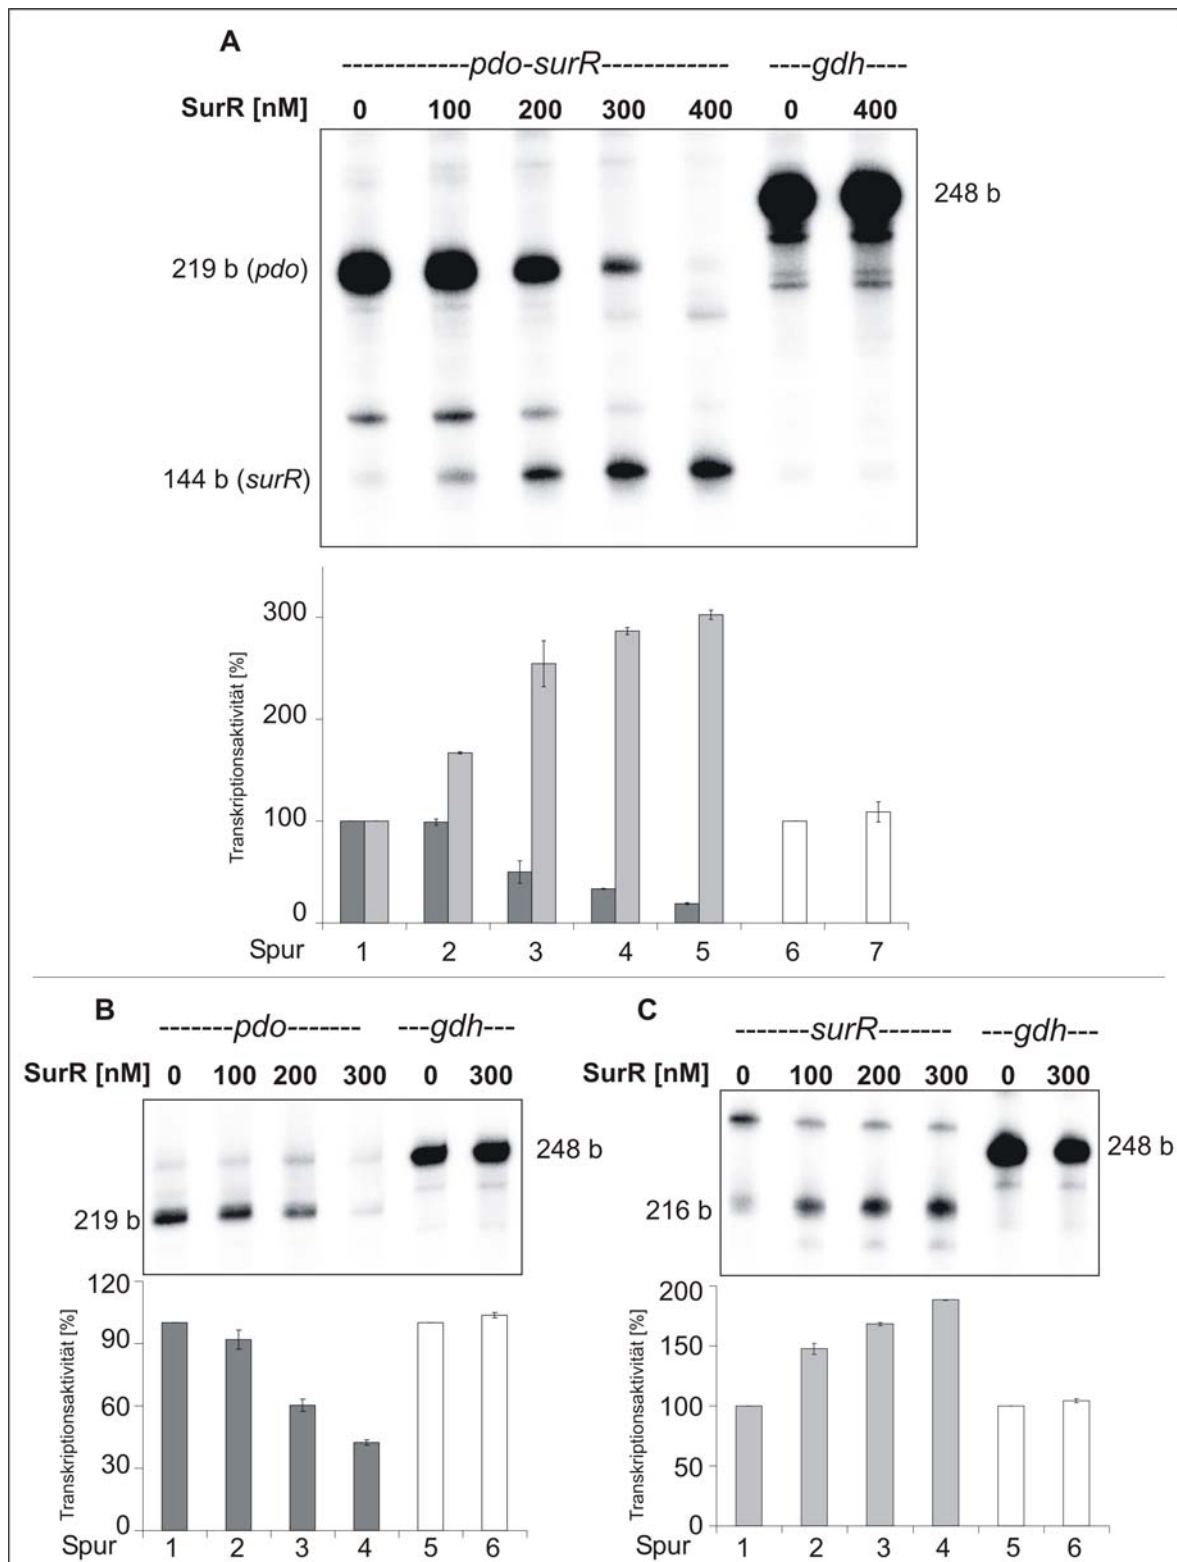 A
------------pdo-surR------------ ----gdh----
SurR [nM] 0 100 200 300 400 0 400
248 b
219 b (pdo)
144 b (surR)
Transkriptionsaktivität [%]
300
200
100
0
Spur 1 2 3 4 5 6 7
B
-------pdo------- ---gdh---
SurR [nM] 0 100 200 300 0 300
248 b
219 b
Transkriptionsaktivität [%]
120
90
60
30
0
Spur 1 2 3 4 5 6
C
-------surR------- ---gdh---
SurR [nM] 0 100 200 300 0 300
248 b
216 b
Transkriptionsaktivität [%]
200
150
100
50
0
Spur 1 2 3 4 5 6